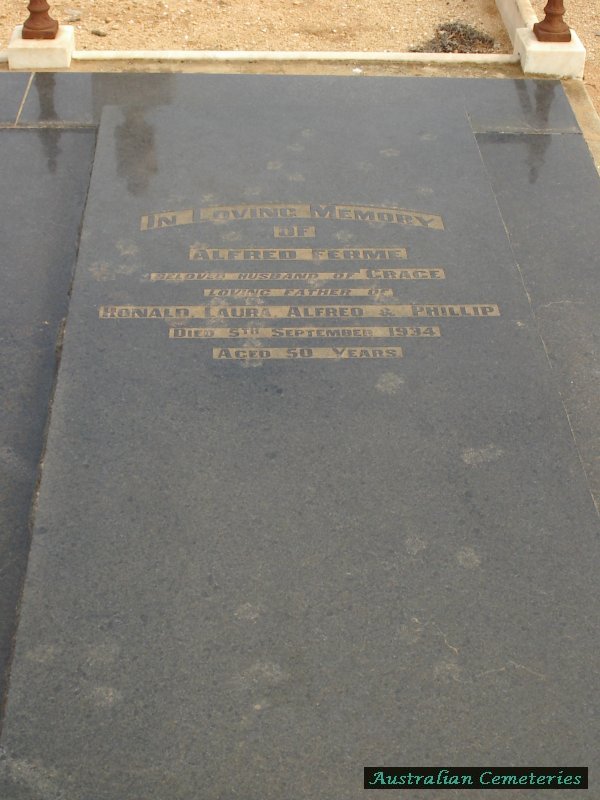 In Loving Memory
OF
ALFRED FERME
BELOVED HUSBAND OF GRACE
LOVING FATHER OF
RONALD, LAURA, ALFRED & PHILLIP
DIED 5TH SEPTEMBER 1934
AGED 50 YEARS
Australian Cemeteries